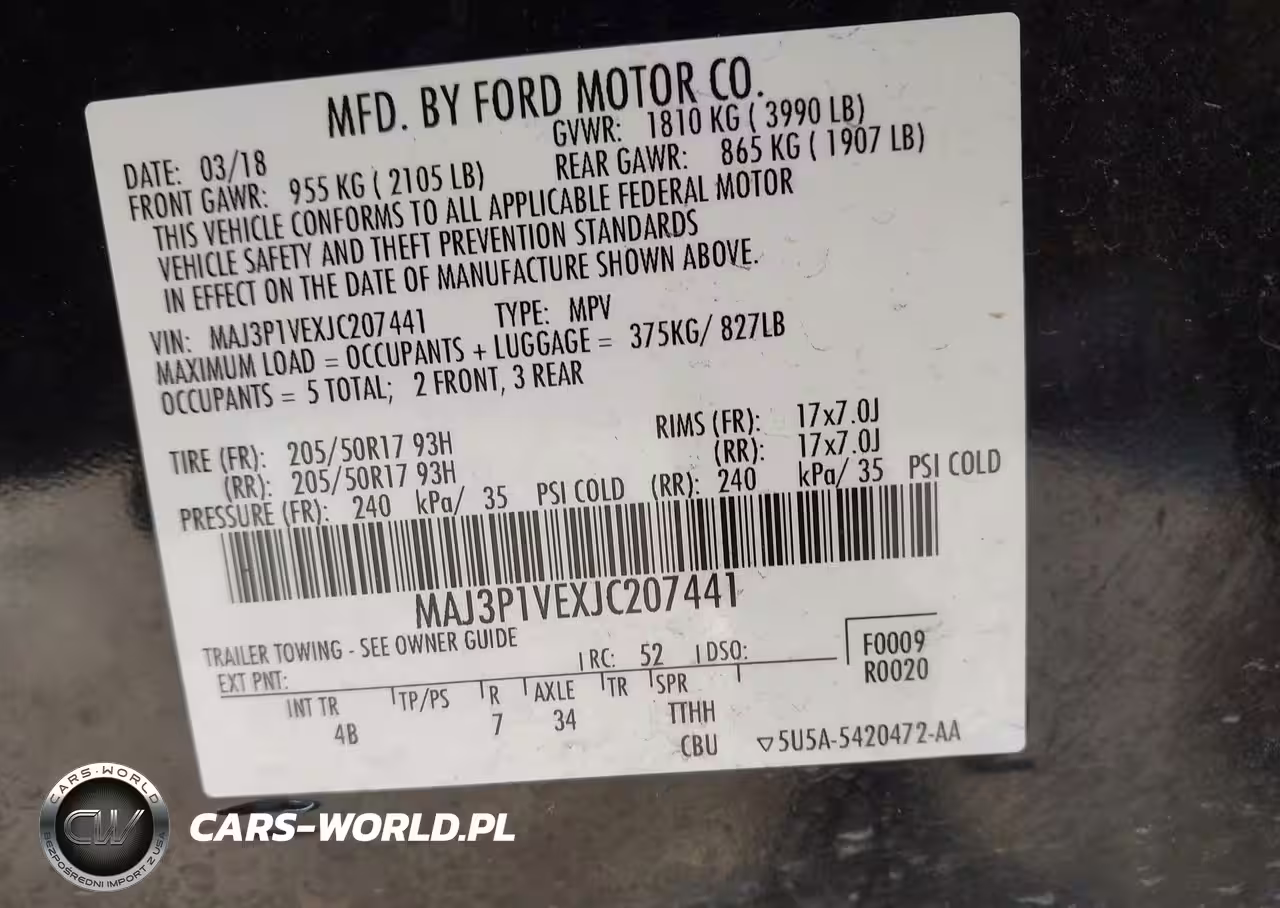 MFD. BY FORD MOTOR CO.
DATE: 03/18 GVWR: 1810 KG ( 3990 LB)
FRONT GAWR: 955 KG ( 2105 LB) REAR GAWR: 865 KG ( 1907 LB)
THIS VEHICLE CONFORMS TO ALL APPLICABLE FEDERAL MOTOR
VEHICLE SAFETY AND THEFT PREVENTION STANDARDS
IN EFFECT ON THE DATE OF MANUFACTURE SHOWN ABOVE.
VIN: MAJ3P1VEXJC207441 TYPE: MPV
MAXIMUM LOAD = OCCUPANTS + LUGGAGE = 375KG/ 827LB
OCCUPANTS = 5 TOTAL; 2 FRONT, 3 REAR
TIRE (FR): 205/50R17 93H RIMS (FR): 17x7.0J
(RR): 205/50R17 93H (RR): 17x7.0J
PRESSURE (FR): 240 kPa/ 35 PSI COLD (RR): 240 kPa/ 35 PSI COLD
MAJ3P1VEXJC207441
TRAILER TOWING - SEE OWNER GUIDE
EXT PNT: RC: 52 DSO: F0009
R0020
INT TR TP/PS R AXLE TR SPR
4B 7 34 TTHH
CBU 5U5A-5420472-AA
CARS-WORLD
CW
BEZPOŚREDNI IMPORT Z USA
CARS-WORLD.PL